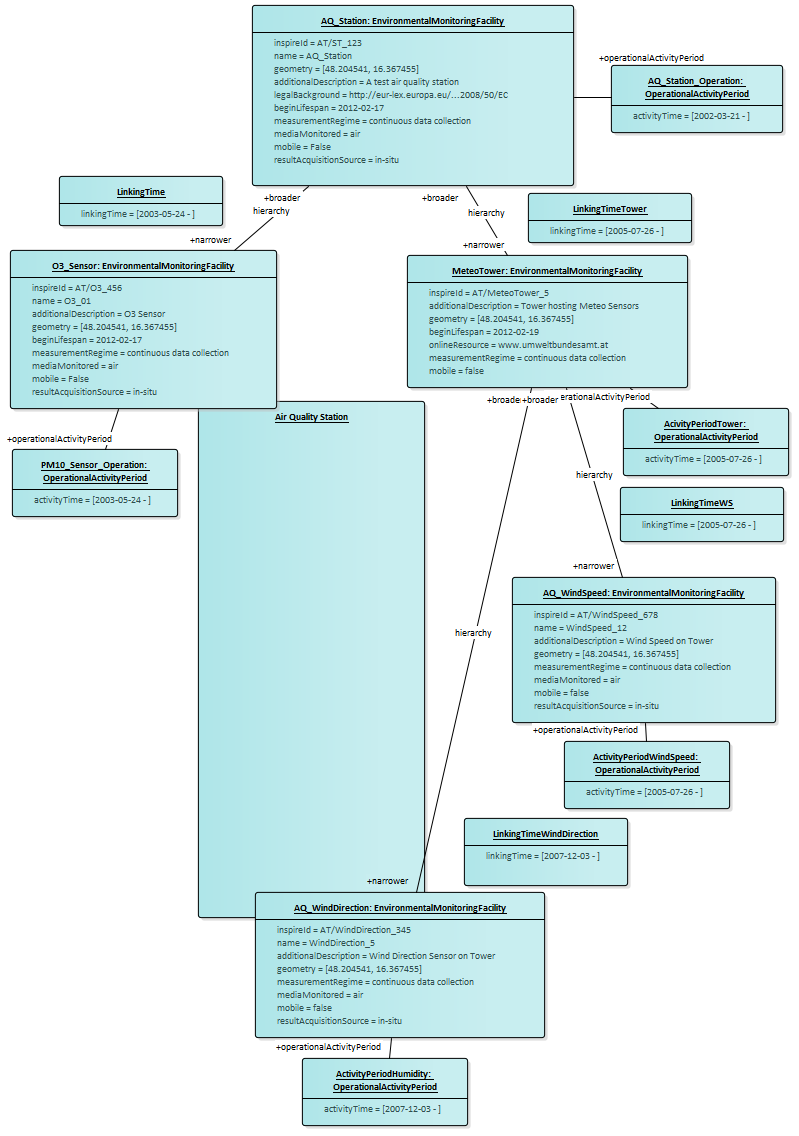 AQ_Station: EnvironmentalMonitoringFacility
inspireId = AT/ST_123
name = AQ_Station
geometry = [48.204541, 16.367455]
additionalDescription = A test air quality station
legalBackground = http://eur-lex.europa.eu/...2008/50/EC
beginLifespan = 2012-02-17
measurementRegime = continuous data collection
mediaMonitored = air
mobile = False
resultAcquisitionSource = in-situ
+operationalActivityPeriod
AQ_Station_Operation:
OperationalActivityPeriod
activityTime = [2002-03-21 - ]
+broader
hierarchy
+narrower
+broader
hierarchy
+narrower
LinkingTime
linkingTime = [2003-05-24 - ]
LinkingTimeTower
linkingTime = [2005-07-26 - ]
O3_Sensor: EnvironmentalMonitoringFacility
inspireId = AT/O3_456
name = O3_01
additionalDescription = O3 Sensor
geometry = [48.204541, 16.367455]
beginLifespan = 2012-02-17
measurementRegime = continuous data collection
mediaMonitored = air
mobile = False
resultAcquisitionSource = in-situ
MeteoTower: EnvironmentalMonitoringFacility
inspireId = AT/MeteoTower_5
additionalDescription = Tower hosting Meteo Sensors
geometry = [48.204541, 16.367455]
beginLifespan = 2012-02-19
onlineResource = www.umweltbundesamt.at
measurementRegime = continuous data collection
mobile = false
+broade
+broader
erationalActivityPeriod
Air Quality Station
+operationalActivityPeriod
PM10_Sensor_Operation:
OperationalActivityPeriod
activityTime = [2003-05-24 - ]
AcivityPeriodTower:
OperationalActivityPeriod
activityTime = [2005-07-26 - ]
hierarchy
LinkingTimeWS
linkingTime = [2005-07-26 - ]
+narrower
AQ_WindSpeed: EnvironmentalMonitoringFacility
inspireId = AT/WindSpeed_678
name = WindSpeed_12
additionalDescription = Wind Speed on Tower
geometry = [48.204541, 16.367455]
measurementRegime = continuous data collection
mediaMonitored = air
mobile = false
resultAcquisitionSource = in-situ
hierarchy
+operationalActivityPeriod
ActivityPeriodWindSpeed:
OperationalActivityPeriod
activityTime = [2005-07-26 - ]
LinkingTimeWindDirection
linkingTime = [2007-12-03 - ]
+narrower
AQ_WindDirection: EnvironmentalMonitoringFacility
inspireId = AT/WindDirection_345
name = WindDirection_5
additionalDescription = Wind Direction Sensor on Tower
geometry = [48.204541, 16.367455]
measurementRegime = continuous data collection
mediaMonitored = air
mobile = false
resultAcquisitionSource = in-situ
+operationalActivityPeriod
ActivityPeriodHumidity:
OperationalActivityPeriod
activityTime = [2007-12-03 - ]